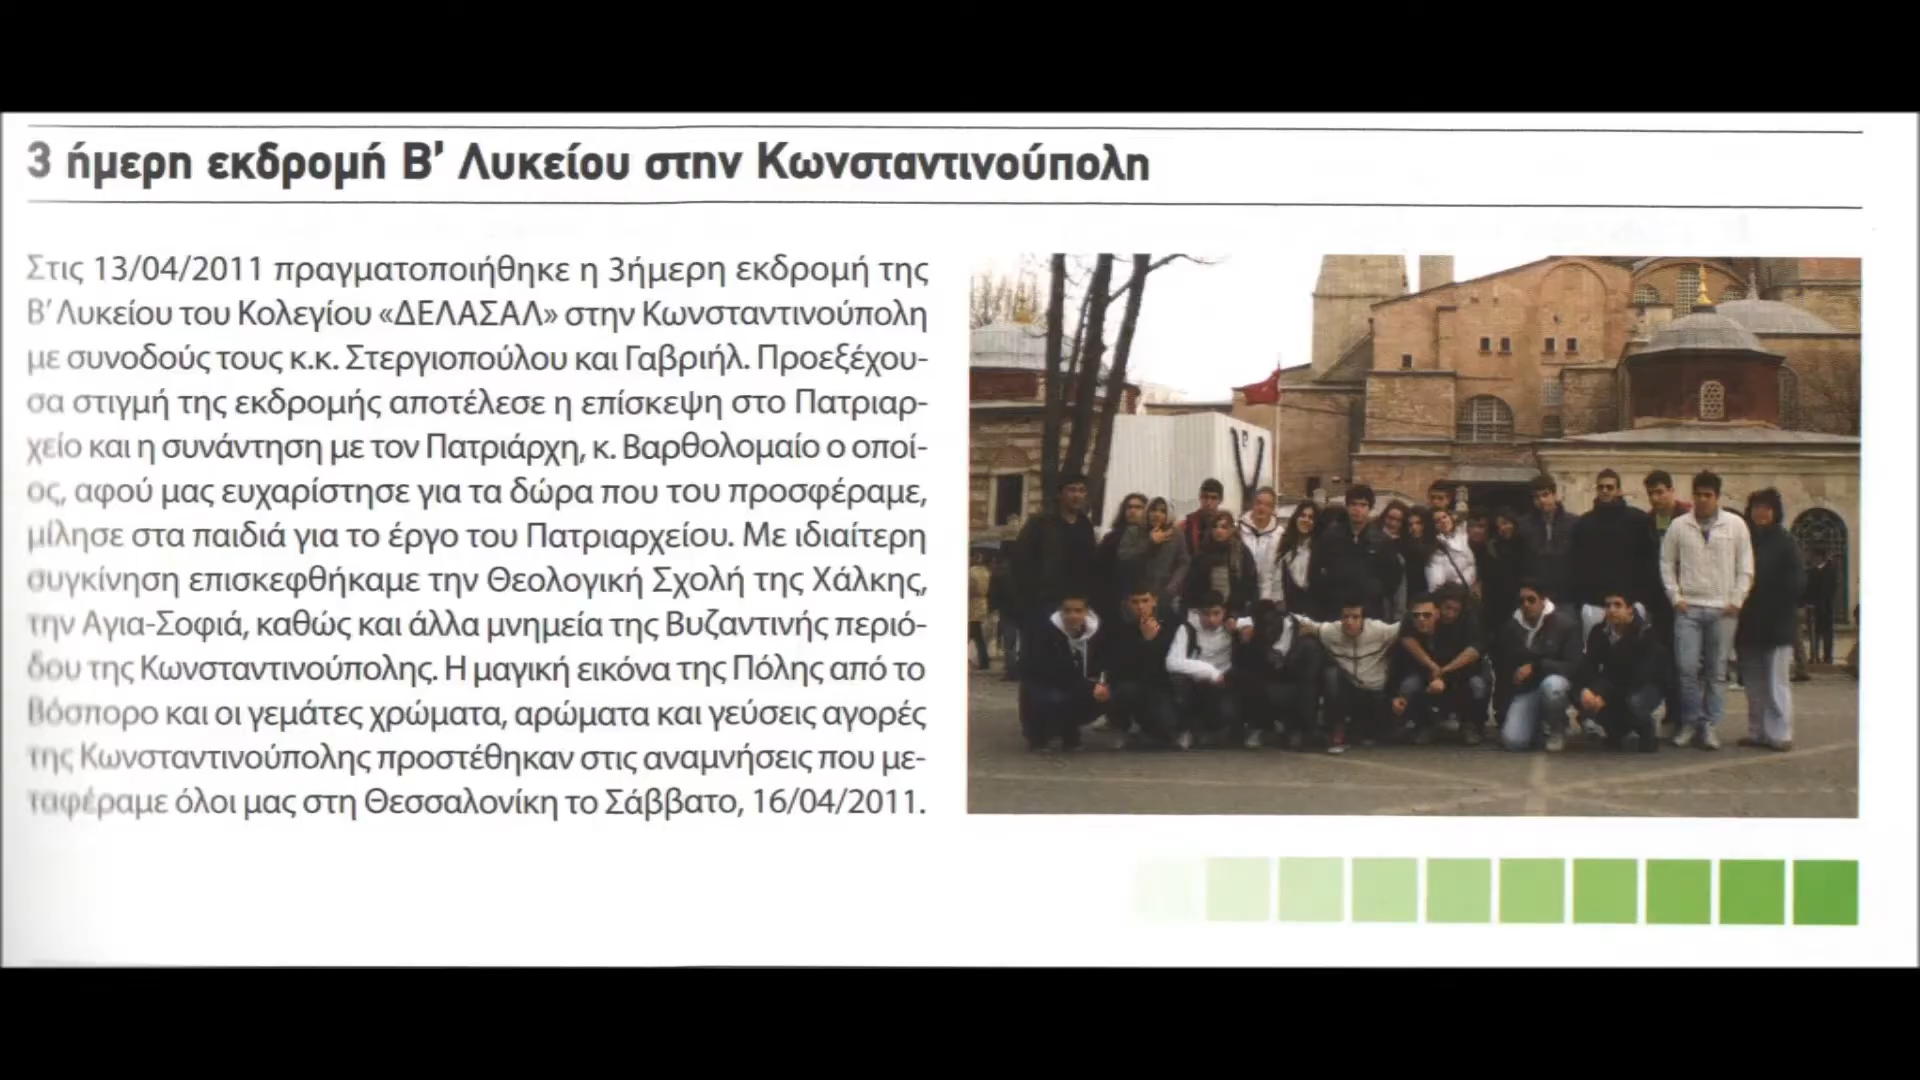 3 ήμερη εκδρομή Β’ Λυκείου στην Κωνσταντινούπολη
Στις 13/04/2011 πραγματοποιήθηκε η 3ήμερη εκδρομή της
Β’ Λυκείου του Κολεγίου «ΔΕΛΑΣΑΛ» στην Κωνσταντινούπολη
με συνοδούς τους κ.κ. Στεργιοπούλου και Γαβριήλ. Προεξέχου-
σα στιγμή της εκδρομής αποτέλεσε η επίσκεψη στο Πατριαρ-
χείο και η συνάντηση με τον Πατριάρχη, κ. Βαρθολομαίο ο οποί-
ος, αφού μας ευχαρίστησε για τα δώρα που του προσφέραμε,
μίλησε στα παιδιά για το έργο του Πατριαρχείου. Με ιδιαίτερη
συγκίνηση επισκεφθήκαμε την Θεολογική Σχολή της Χάλκης,
την Αγια-Σοφιά, καθώς και άλλα μνημεία της Βυζαντινής περιό-
δου της Κωνσταντινούπολης. Η μαγική εικόνα της Πόλης από το
Βόσπορο και οι γεμάτες χρώματα, αρώματα και γεύσεις αγορές
της Κωνσταντινούπολης προστέθηκαν στις αναμνήσεις που με-
ταφέραμε όλοι μας στη Θεσσαλονίκη το Σάββατο, 16/04/2011.